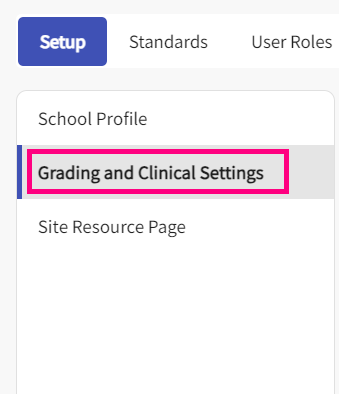 Setup Standards User Roles
School Profile
Grading and Clinical Settings
Site Resource Page